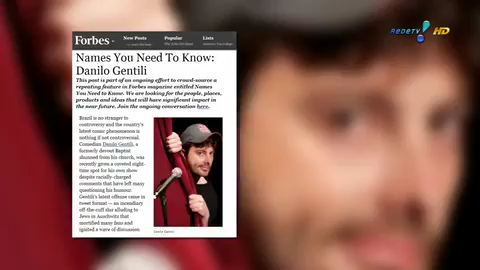 REDETV HD
Forbes
New Posts
Popular
Lists
Names You Need To Know:
Danilo Gentili
This post is part of an ongoing effort to crowd-source a
repeating feature in Forbes magazine entitled Names
You Need to Know. We are looking for the people, places,
products and ideas that will have significant impact in
the near future. Join the ongoing conversation here.
Brazil is no stranger to
controversy and the country's
latest comic phenomenon is
nothing if not controversial.
Comedian Danilo Gentili, a
formerly devout Baptist
shunned from his church, was
recently given a coveted night-
time spot for his own show
despite racially-charged
comments that have left many
questioning his humour.
Gentili's latest offense came in
tweet format — an incendiary
off-the-cuff slur alluding to
Jews in Auschwitz that
mortified many fans and
ignited a wave of discussion
Danilo Gentili